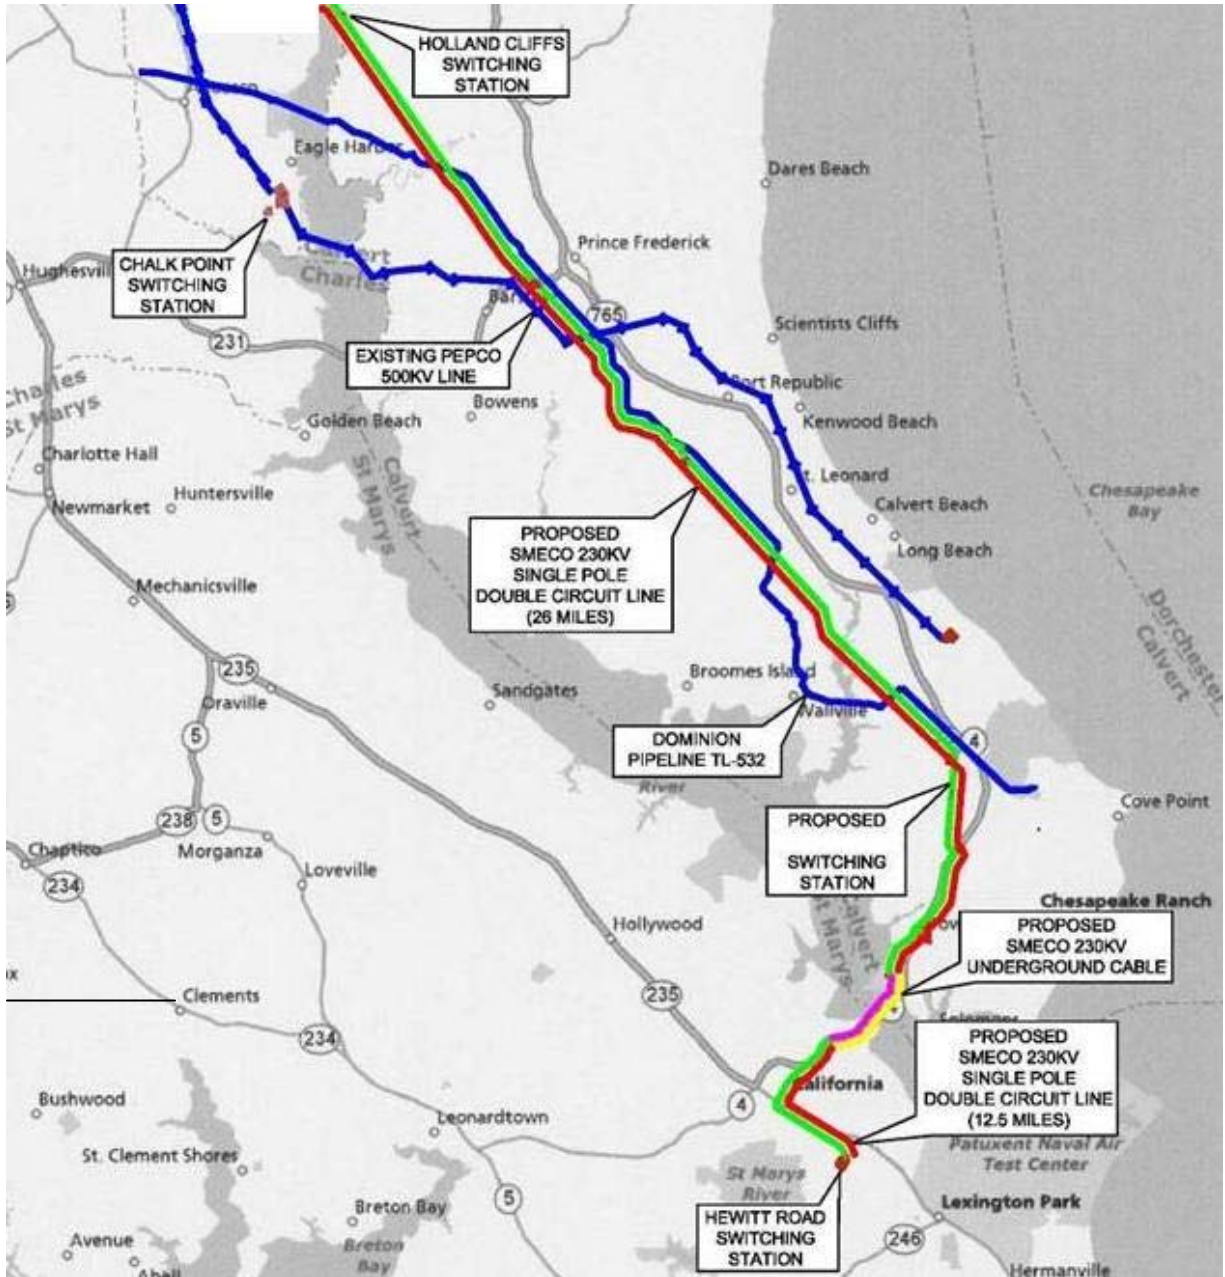 HOLLAND CLIFFS
SWITCHING
STATION
Eagle
Dares Beach
Prince Frederick
CHALK POINT
SWITCHING
STATION
Calvert
Charles
Hughesvill
765
231
Scientists Cliffs
EXISTING PEPCO
500KV LINE
Charles
St Marys
Port Republic
Bowens
Kenwood Beach
Golden Beach
Calvert
St Marys
Charlotte Hall
Huntersville
Newmarket
t. Leonard
Calvert Beach
Chesapeake
Bay
Long Beach
PROPOSED
SMECO 230KV
SINGLE POLE
DOUBLE CIRCUIT LINE
(26 MILES)
Mechanicsville
Dorchester
Calvert
235
Broomes Island
Sandgates
Oraville
Wallville
5
DOMINION
PIPELINE TL-532
River
4
Cove Point
238
5
PROPOSED
SWITCHING
STATION
Chaptico
Morganza
Loveville
234
Calvert
St Marys
Chesapeake Ranch
Hollywood
PROPOSED
SMECO 230KV
UNDERGROUND CABLE
ox
Clements
235
Solomons
234
PROPOSED
SMECO 230KV
SINGLE POLE
DOUBLE CIRCUIT LINE
(12.5 MILES)
California
Bushwood
4
Leonardtown
Patuxent Naval Air
Test Center
St. Clement Shores
St Marys
River
5
Lexington Park
Breton Bay
HEWITT ROAD
SWITCHING
STATION
Avenue
Breton
Bay
246
Hermanville